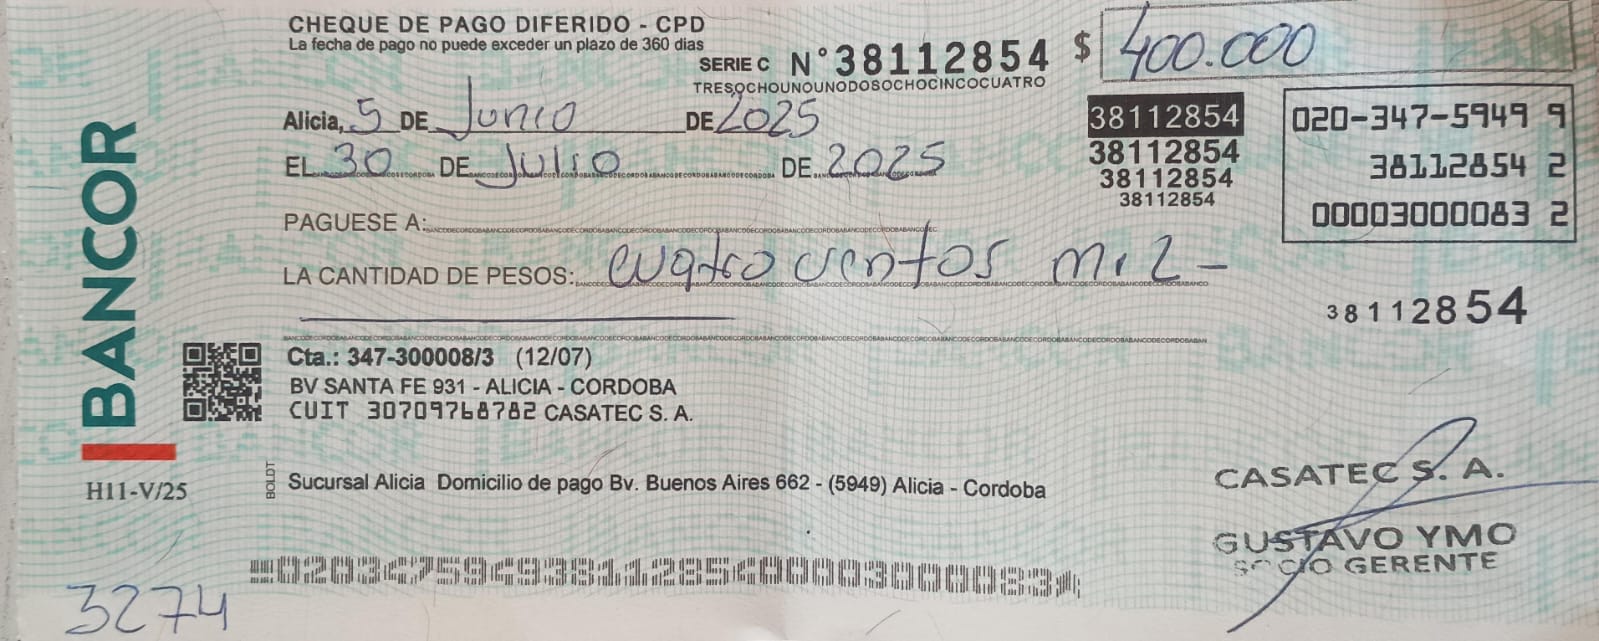 CHEQUE DE PAGO DIFERIDO - CPD
La fecha de pago no puede exceder un plazo de 360 dias
SERIE C N°38112854
TRESOCHOUNOUNODOSOCHOCINCOCUATRO
$ 400.000
Alicia, 5 DE Junio DE 2025
EL 30 DE Julio DE 2025
38112854
38112854
38112854
38112854
020-347-5949 9
38112854 2
00003000083 2
PAGUESE A:
LA CANTIDAD DE PESOS: cuatrocientos mil -
38112854
BANCOR
Cta.: 347-300008/3 (12/07)
BV SANTA FE 931 - ALICIA - CORDOBA
CUIT 30709768782 CASATEC S. A.
H11-V/25
BOLDT
Sucursal Alicia Domicilio de pago Bv. Buenos Aires 662 - (5949) Alicia - Cordoba
CASATEC S. A.
GUSTAVO YMO
SOCIO GERENTE
02034759493811285400003000083
3274